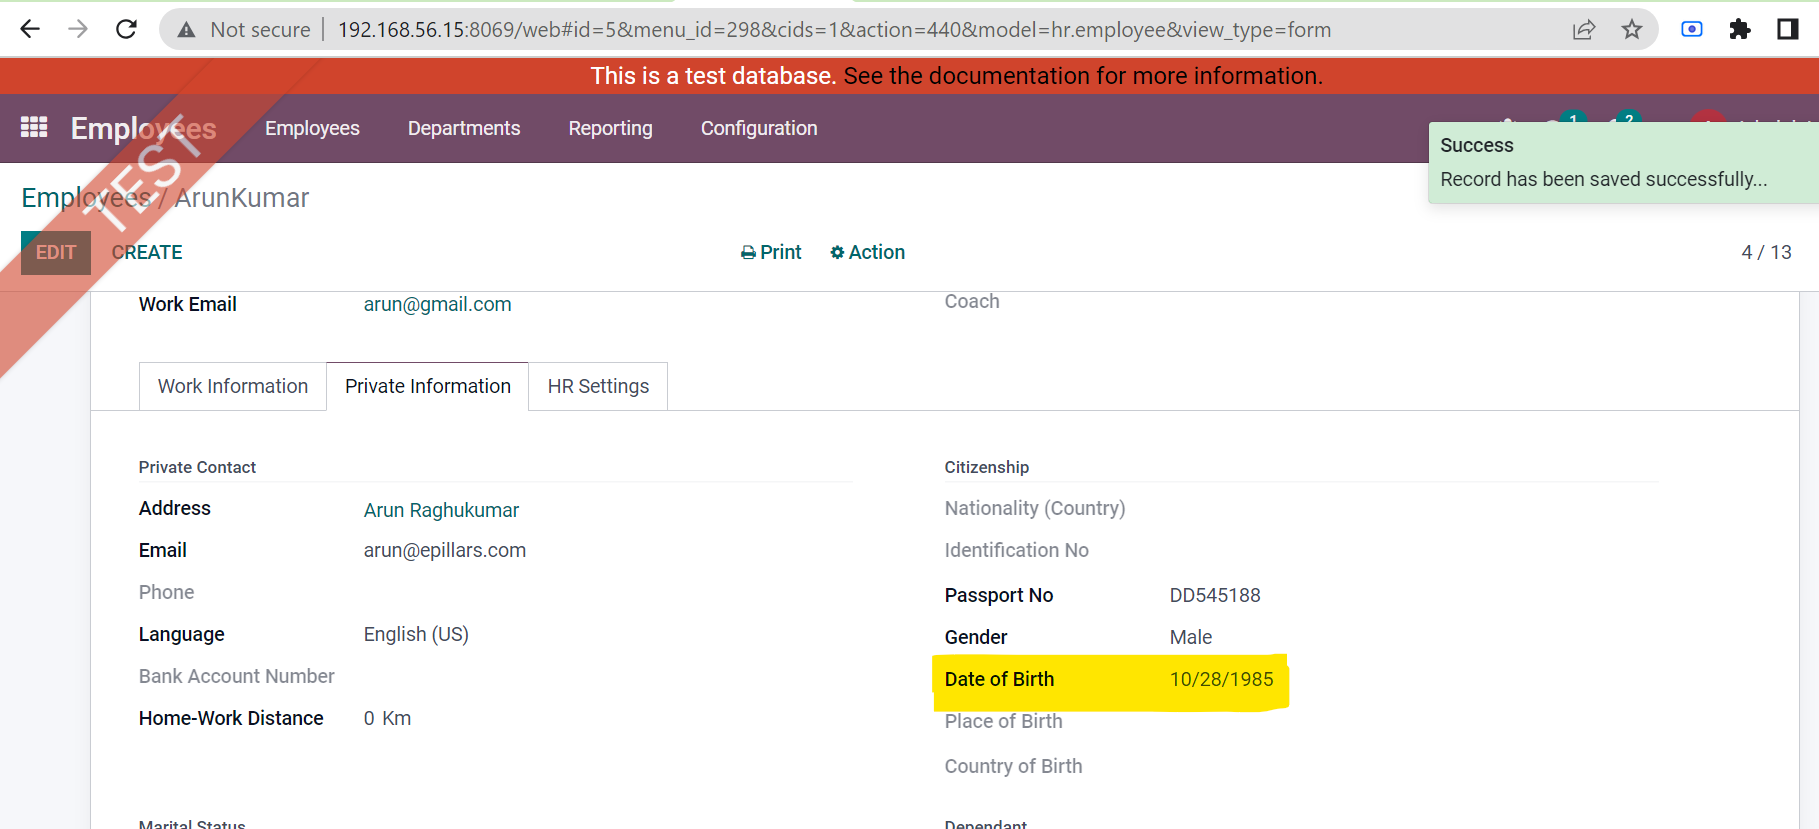 Not secure | 192.168.56.15:8069/web#id=5&menu_id=298&cids=1&action=440&model=hr.employee&view_type=form
This is a test database. See the documentation for more information.
Employees Employees Departments Reporting Configuration 1 2
TEST
Success
Record has been saved successfully...
Employees / ArunKumar
EDIT CREATE Print Action 4 / 13
Work Email arun@gmail.com Coach
Work Information Private Information HR Settings
Private Contact Citizenship
Address Arun Raghukumar Nationality (Country)
Email arun@epillars.com Identification No
Phone Passport No DD545188
Language English (US) Gender Male
Bank Account Number Date of Birth 10/28/1985
Home-Work Distance 0 Km Place of Birth
Country of Birth
Marital Status Dependant